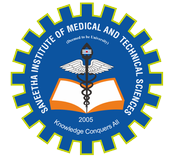 SAVEETHA INSTITUTE OF MEDICAL AND TECHNICAL SCIENCES
(Deemed to be University)
2005
Knowledge Conquers All